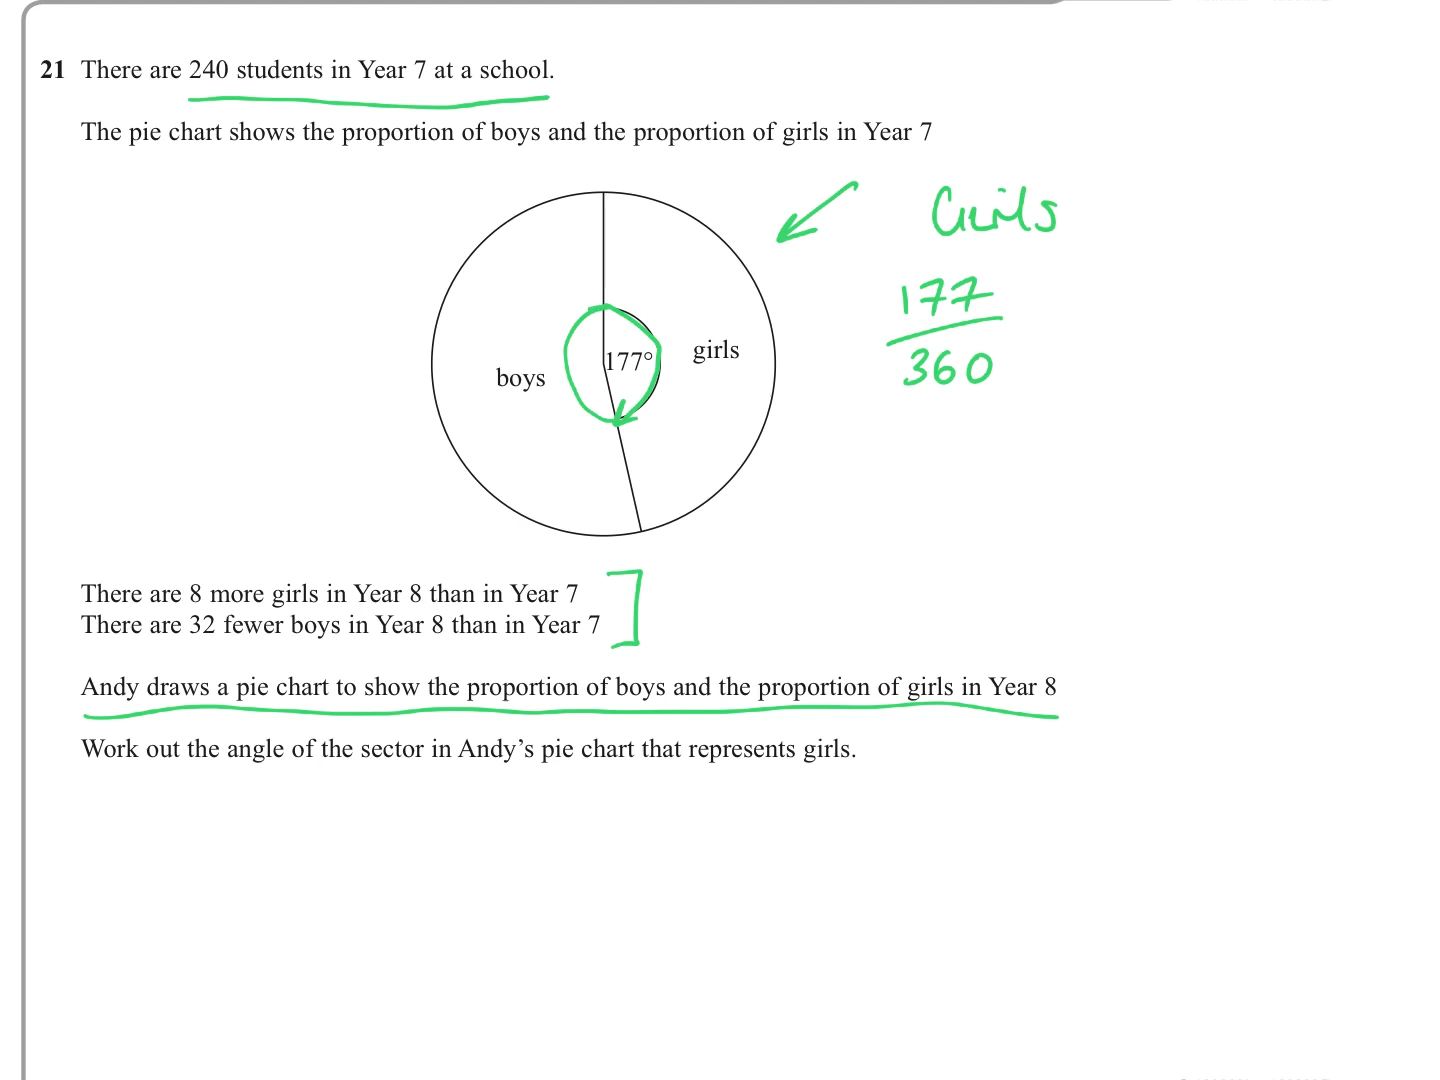 21 There are 240 students in Year 7 at a school.
The pie chart shows the proportion of boys and the proportion of girls in Year 7
Girls
177
360
177°
girls
boys
There are 8 more girls in Year 8 than in Year 7
There are 32 fewer boys in Year 8 than in Year 7
Andy draws a pie chart to show the proportion of boys and the proportion of girls in Year 8
Work out the angle of the sector in Andy’s pie chart that represents girls.